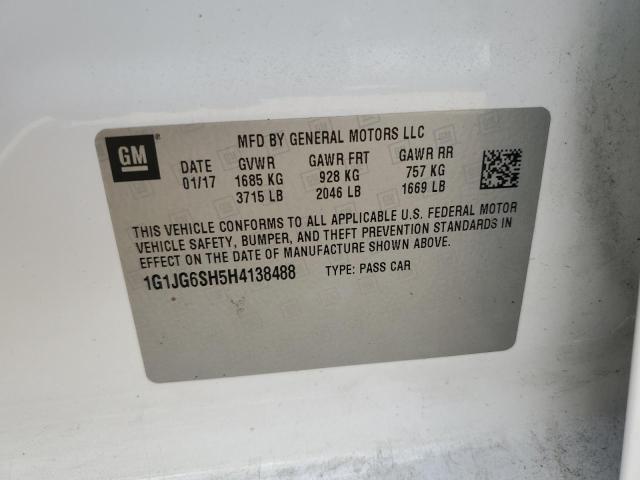 GM
MFD BY GENERAL MOTORS LLC
DATE GVWR GAWR FRT GAWR RR
01/17 1685 KG 928 KG 757 KG
3715 LB 2046 LB 1669 LB
THIS VEHICLE CONFORMS TO ALL APPLICABLE U.S. FEDERAL MOTOR
VEHICLE SAFETY, BUMPER, AND THEFT PREVENTION STANDARDS IN
EFFECT ON THE DATE OF MANUFACTURE SHOWN ABOVE.
1G1JG6SH5H4138488 TYPE: PASS CAR